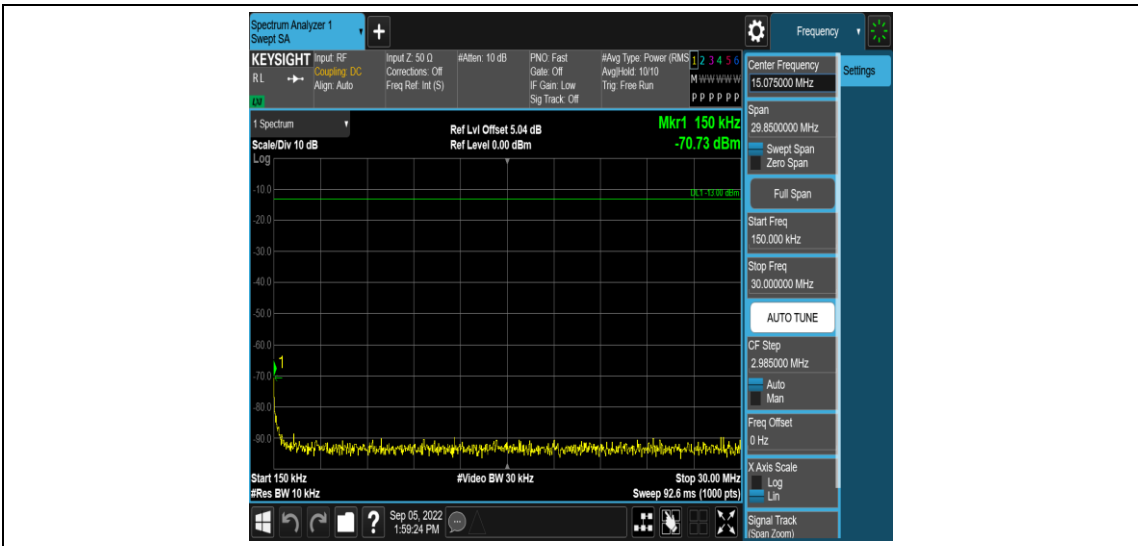 Spectrum Analyzer 1
Swept SA
+
Frequency
KEYSIGHT
RL
LXI
Input: RF
Coupling: DC
Align: Auto
Input Z: 50 Ω
Corrections: Off
Freq Ref: Int (S)
#Atten: 10 dB
PNO: Fast
Gate: Off
IF Gain: Low
Sig Track: Off
#Avg Type: Power (RMS
Avg|Hold: 10/10
Trig: Free Run
1 2 3 4 5 6
M W W W W W
P P P P P P
1 Spectrum
Scale/Div 10 dB
Log
Ref Lvl Offset 5.04 dB
Ref Level 0.00 dBm
Mkr1 150 kHz
-70.73 dBm
DL1 -13.00 dBm
-10.0
-20.0
-30.0
-40.0
-50.0
-60.0
1
-70.0
-80.0
-90.0
Start 150 kHz
#Res BW 10 kHz
#Video BW 30 kHz
Stop 30.00 MHz
Sweep 92.6 ms (1000 pts)
?
Sep 05, 2022
1:59:24 PM
Center Frequency
15.075000 MHz
Settings
Span
29.8500000 MHz
Swept Span
Zero Span
Full Span
Start Freq
150.000 kHz
Stop Freq
30.000000 MHz
AUTO TUNE
CF Step
2.985000 MHz
Auto
Man
Freq Offset
0 Hz
X Axis Scale
Log
Lin
Signal Track
(Span Zoom)